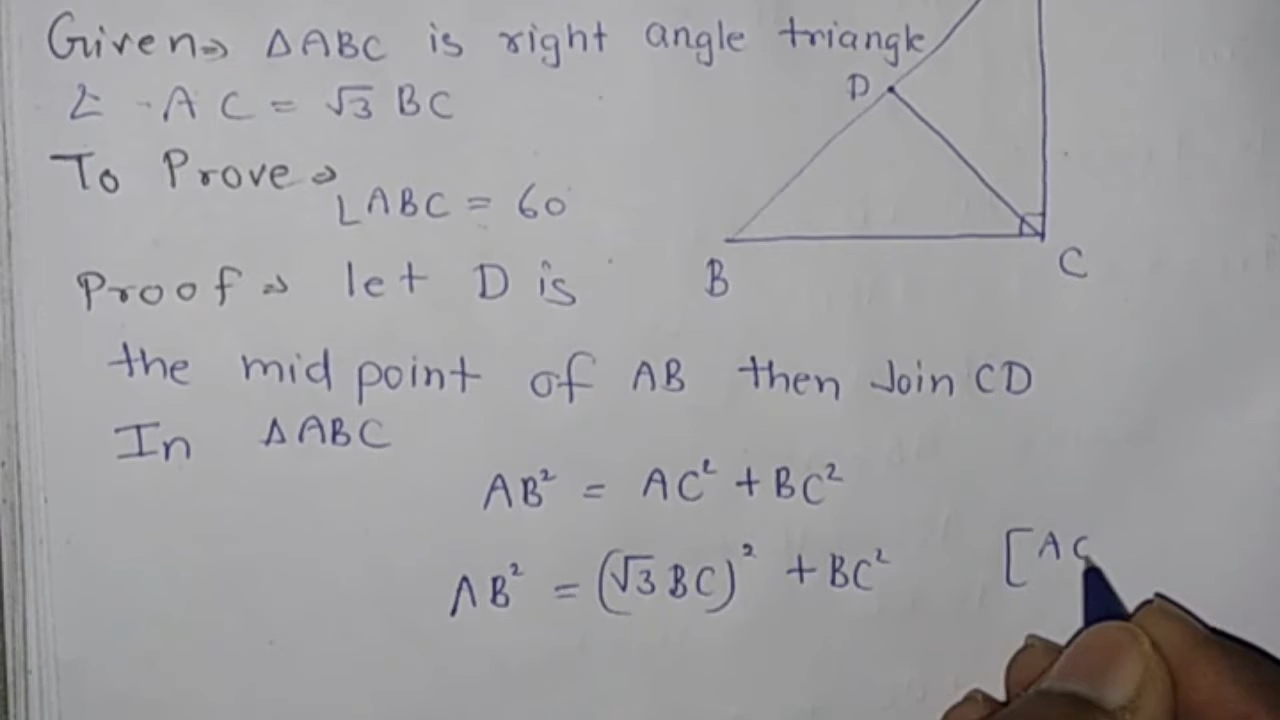 Given⇒ ΔABC is right angle triangle
& AC = √3 BC
To Prove⇒
∠ABC = 60
Proof⇒ let D is
the mid point of AB then Join CD
In ΔABC
AB² = AC² + BC²
AB² = (√3 BC)² + BC² [AC
D
B
C